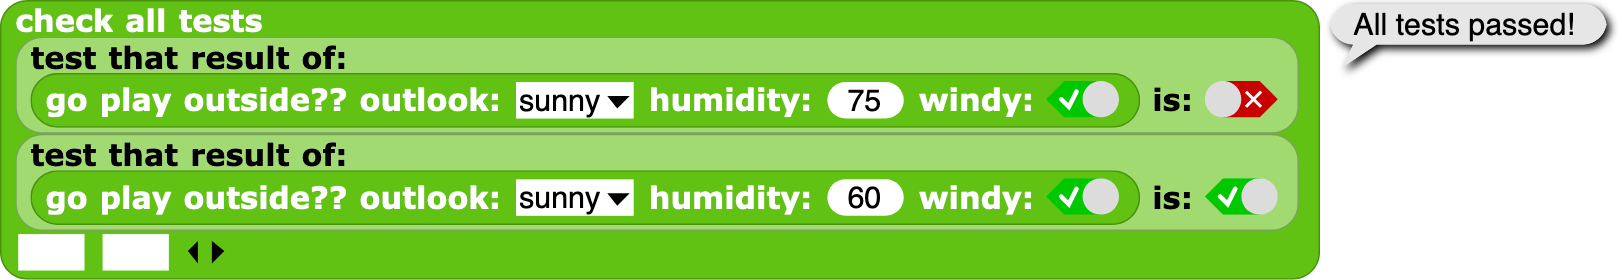 check all tests
All tests passed!
test that result of:
go play outside?? outlook: sunny humidity: 75 windy: is:
test that result of:
go play outside?? outlook: sunny humidity: 60 windy: is: